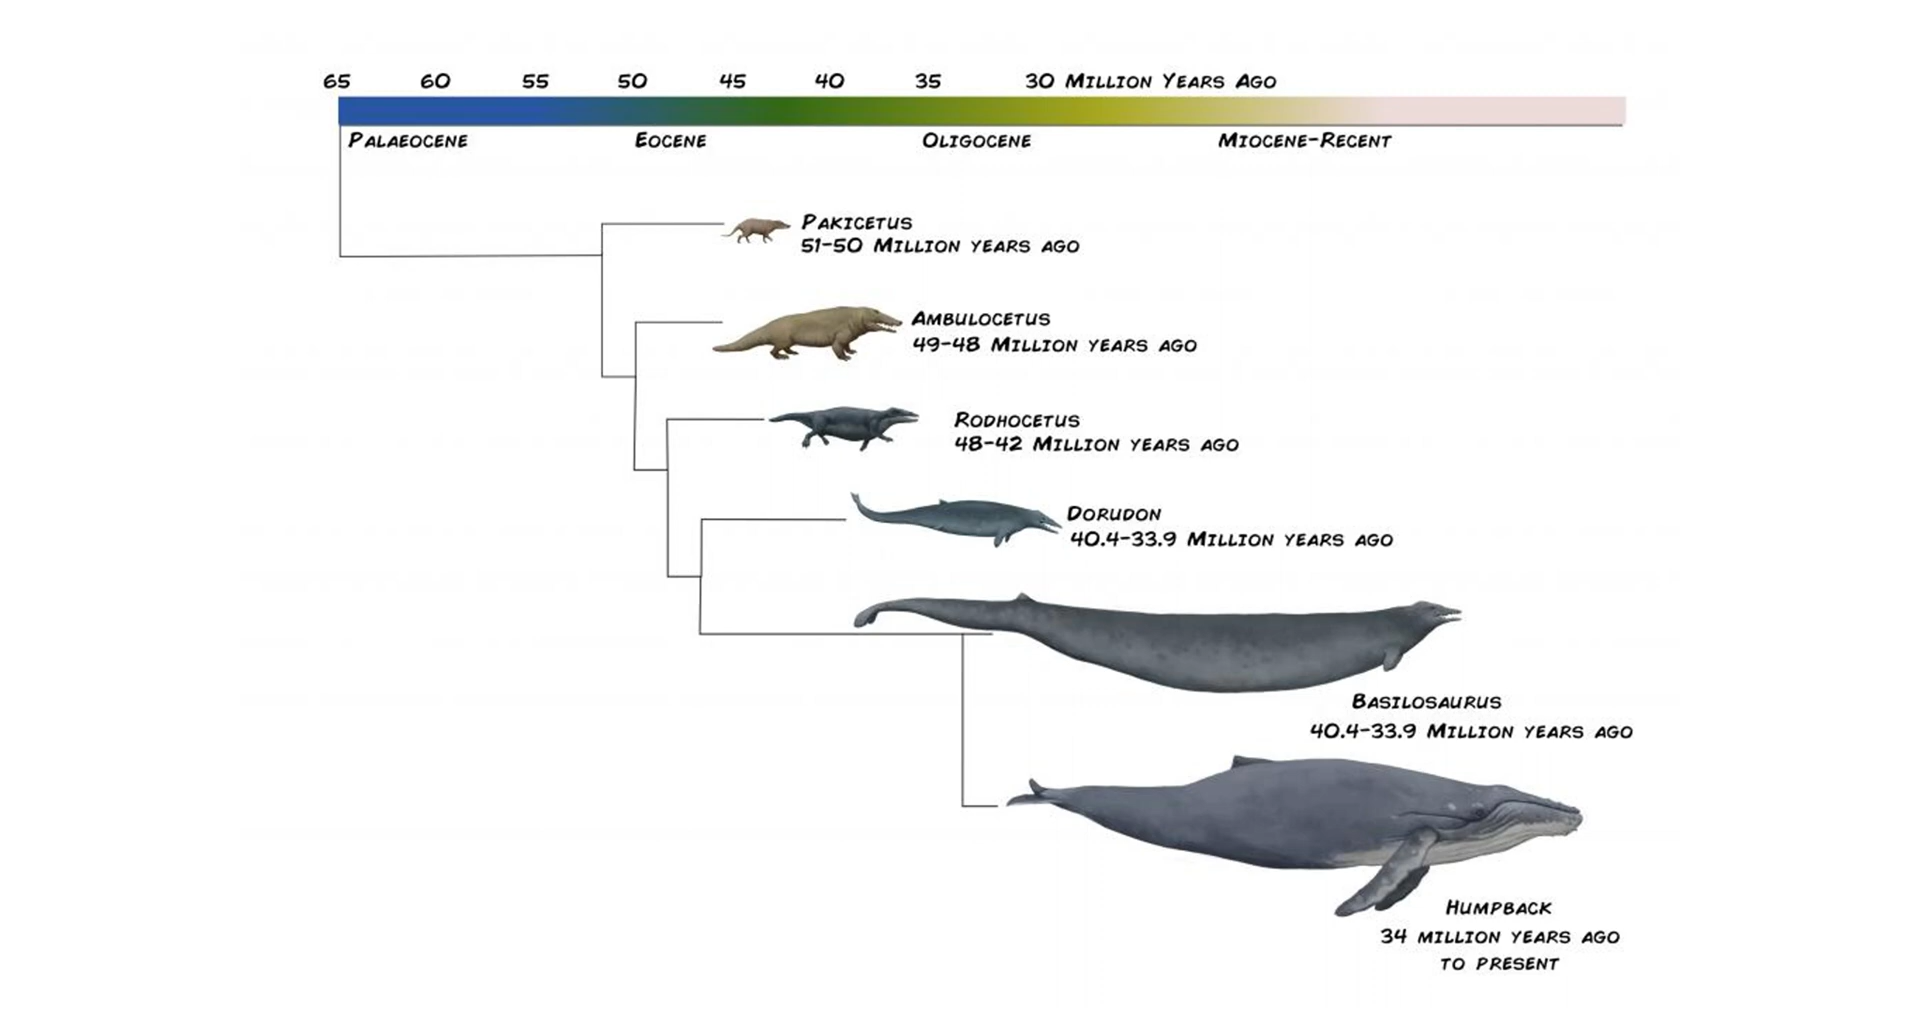 65 60 55 50 45 40 35 30 Million Years Ago
Palaeocene Eocene Oligocene Miocene-Recent
Pakicetus
51-50 Million years ago
Ambulocetus
49-48 Million years ago
Rodhocetus
48-42 Million years ago
Dorudon
40.4-33.9 Million years ago
Basilosaurus
40.4-33.9 Million years ago
Humpback
34 million years ago
to present